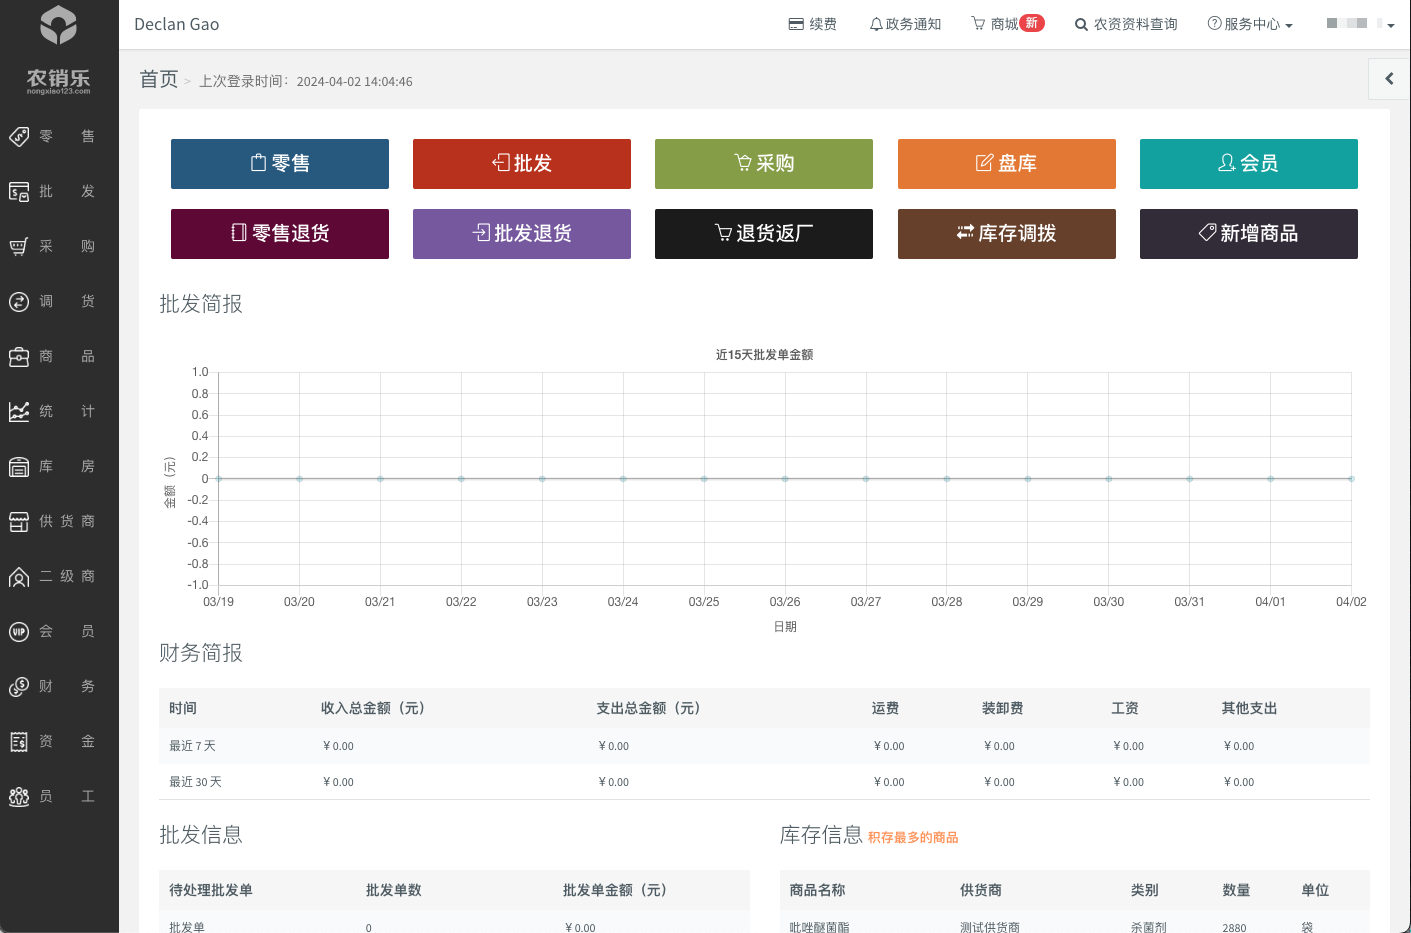 农销乐
nongxiao123.com
零 售
批 发
采 购
调 货
商 品
统 计
库 房
供 货 商
二 级 商
会 员
财 务
资 金
员 工
Declan Gao
续费
政务通知
商城 新
农资资料查询
服务中心
首页 > 上次登录时间：2024-04-02 14:04:46
零售 批发 采购 盘库 会员
零售退货 批发退货 退货返厂 库存调拨 新增商品
批发简报
近15天批发单金额
1.0
0.8
0.6
0.4
0.2
0
-0.2
-0.4
-0.6
-0.8
-1.0
金额（元）
03/19 03/20 03/21 03/22 03/23 03/24 03/25 03/26 03/27 03/28 03/29 03/30 03/31 04/01 04/02
日期
财务简报
时间 收入总金额（元） 支出总金额（元） 运费 装卸费 工资 其他支出
最近 7 天 ￥0.00 ￥0.00 ￥0.00 ￥0.00 ￥0.00 ￥0.00
最近 30 天 ￥0.00 ￥0.00 ￥0.00 ￥0.00 ￥0.00 ￥0.00
批发信息
待处理批发单 批发单数 批发单金额（元）
批发单 0 ￥0.00
库存信息 积存最多的商品
商品名称 供货商 类别 数量 单位
吡唑醚菌酯 测试供货商 杀菌剂 2880 袋